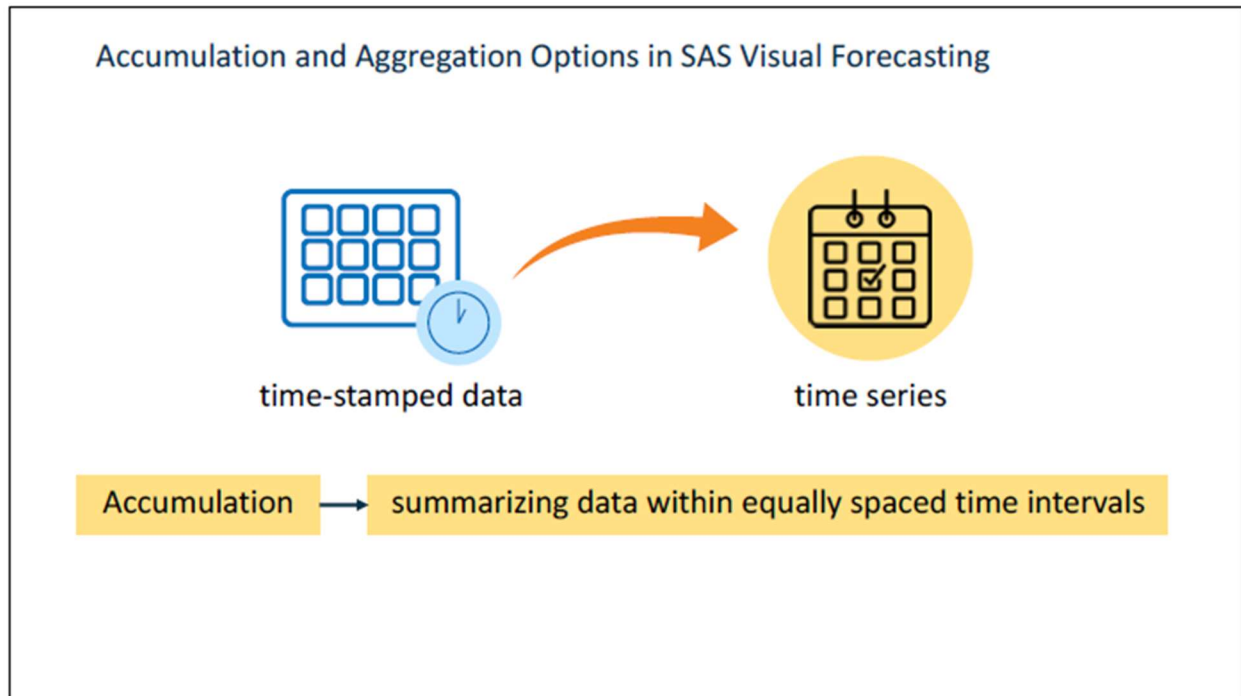 Accumulation and Aggregation Options in SAS Visual Forecasting
time-stamped data
time series
Accumulation
summarizing data within equally spaced time intervals